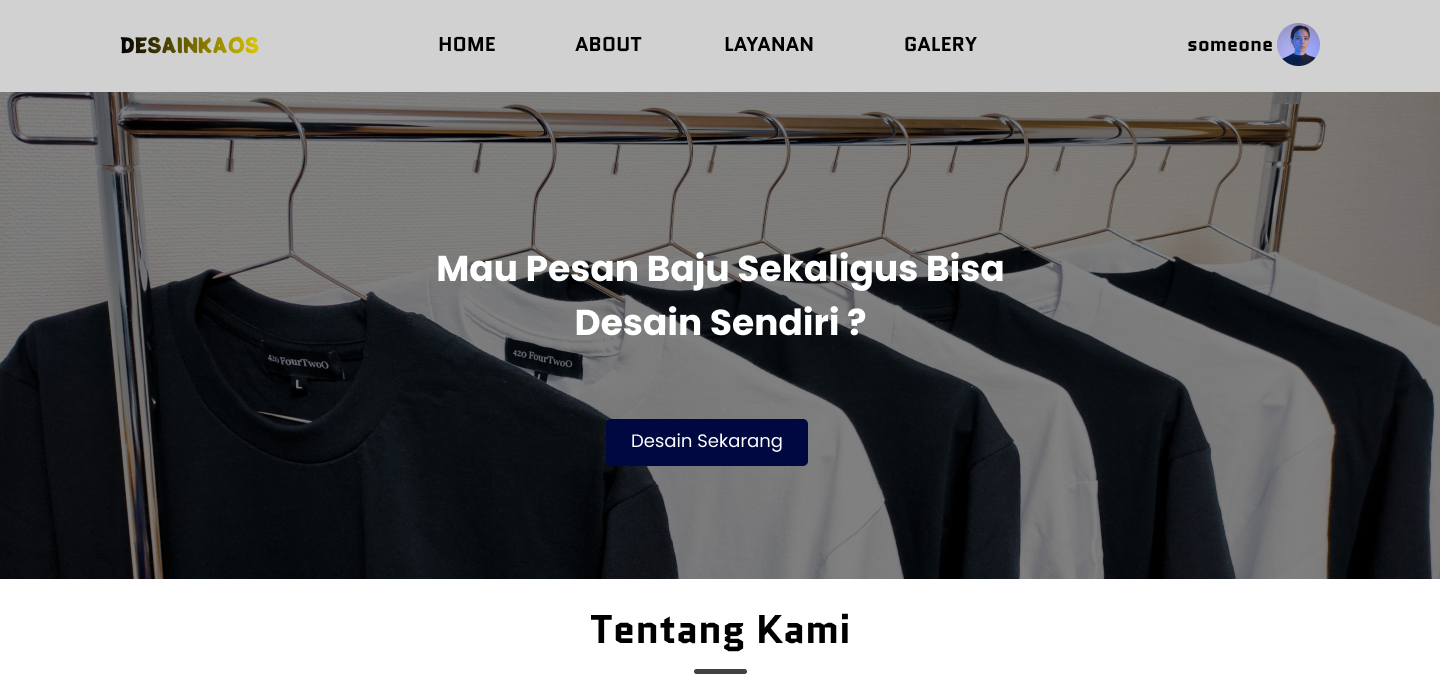 DESAINKAOS
HOME
ABOUT
LAYANAN
GALERY
someone
Mau Pesan Baju Sekaligus Bisa
Desain Sendiri ?
420 FourTwoO
L
420 FourTwoO
Desain Sekarang
Tentang Kami